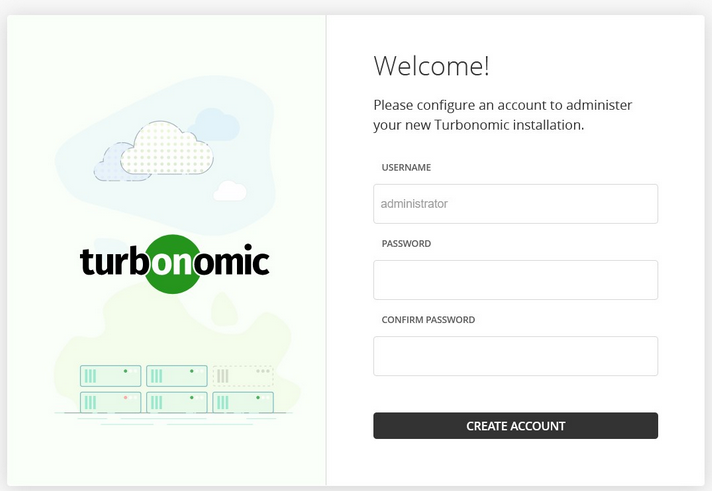 Welcome!
Please configure an account to administer
your new Turbonomic installation.
USERNAME
administrator
PASSWORD
CONFIRM PASSWORD
CREATE ACCOUNT
turbonomic